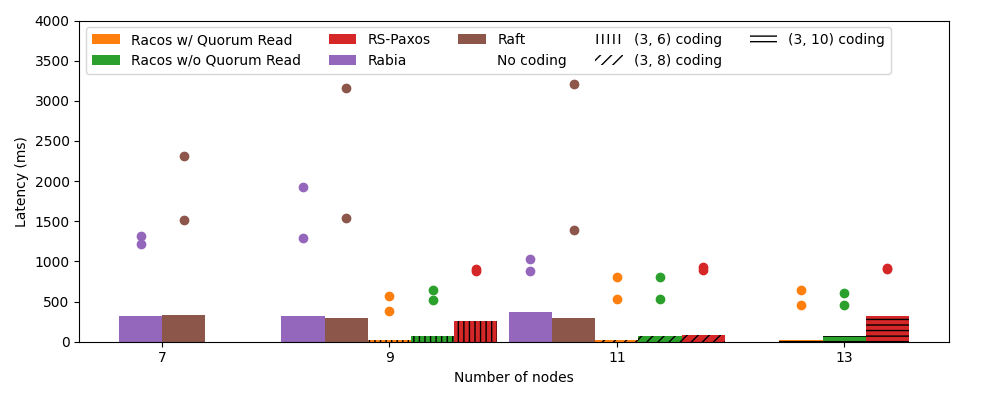 4000
3500
3000
2500
2000
1500
1000
500
0
Latency (ms)
Racos w/ Quorum Read
Racos w/o Quorum Read
RS-Paxos
Rabia
Raft
No coding
(3, 6) coding
(3, 8) coding
(3, 10) coding
7 9 11 13
Number of nodes